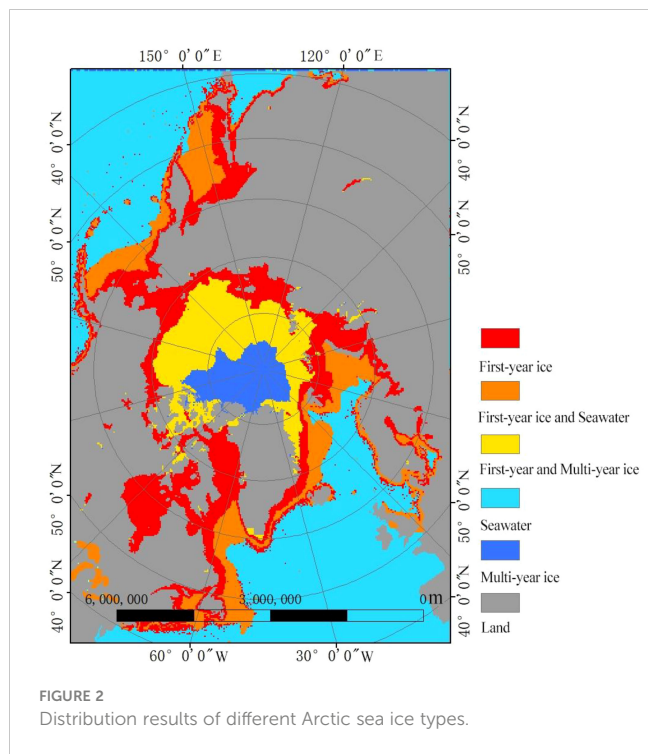 150° 0′0″E
120° 0′0″E
40° 0′0″N
50° 0′0″N
40° 0′0″N
50° 0′0″N
First-year ice
First-year ice and Seawater
First-year and Multi-year ice
Seawater
Multi-year ice
Land
50° 0′0″N
40° 0′0″N
50° 0′0″N
40° 0′0″N
6,000,000
3,000,000
0m
60° 0′0″W
30° 0′0″W
FIGURE 2
Distribution results of different Arctic sea ice types.